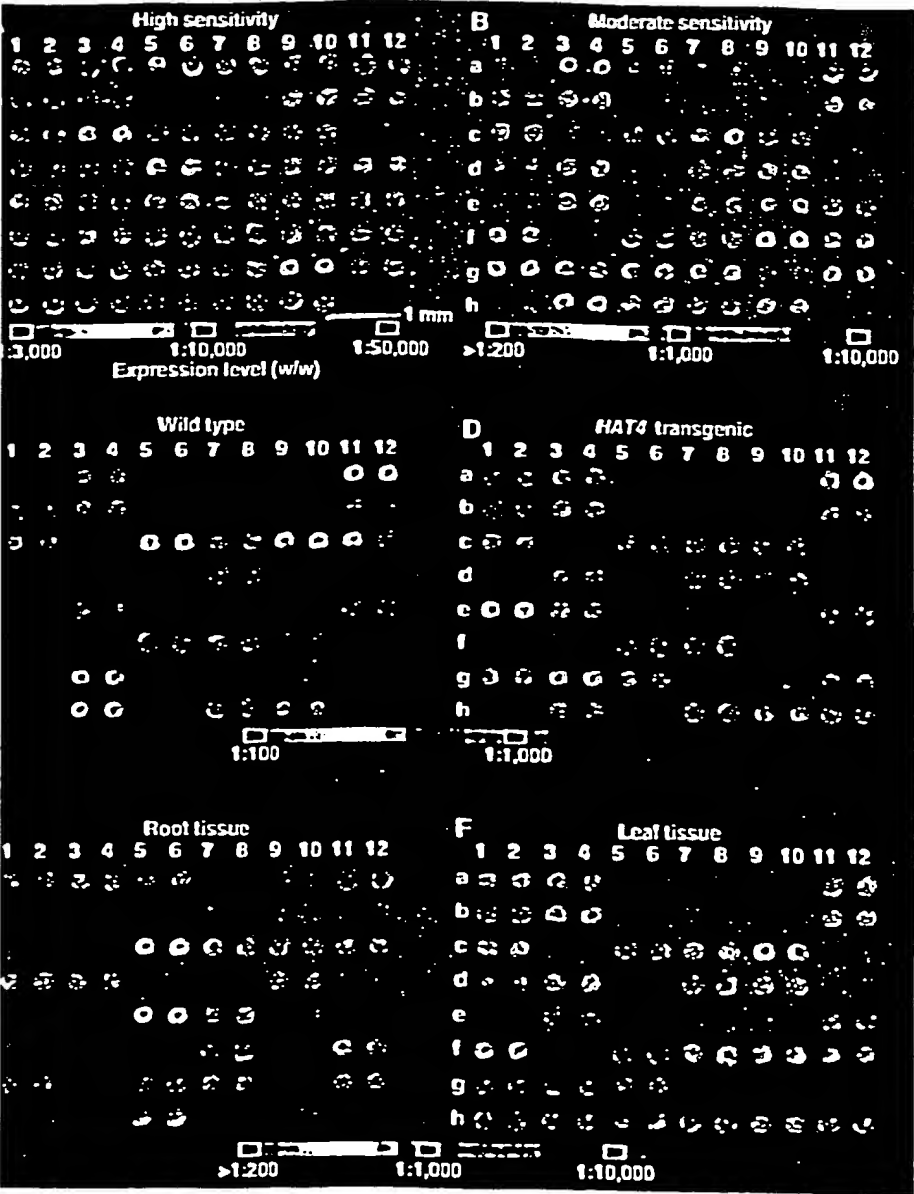 High sensitivity
1 2 3 4 5 6 7 8 9 10 11 12
1 mm
:3,000 1:10,000 1:50,000
Expression level (w/w)
B Moderate sensitivity
1 2 3 4 5 6 7 8 9 10 11 12
a
b
c
d
e
f
g
h
>1:200 1:1,000 1:10,000
Wild type
1 2 3 4 5 6 7 8 9 10 11 12
D HAT4 transgenic
1 2 3 4 5 6 7 8 9 10 11 12
a
b
c
d
e
f
g
h
1:100 1:1,000
Root tissue
1 2 3 4 5 6 7 8 9 10 11 12
F Leaf tissue
1 2 3 4 5 6 7 8 9 10 11 12
a
b
c
d
e
f
g
h
>1:200 1:1,000 1:10,000